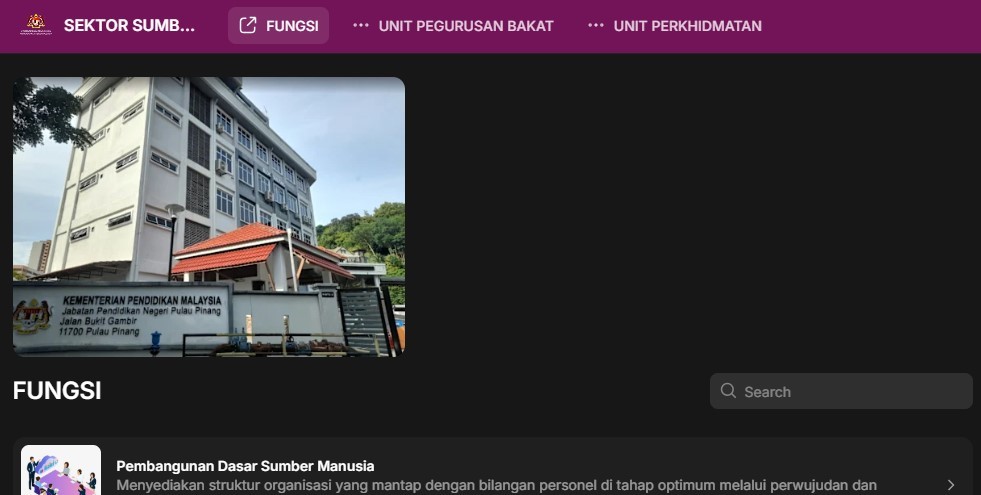 SEKTOR SUMB...
FUNGSI
UNIT PEGURUSAN BAKAT
UNIT PERKHIDMATAN
KEMENTERIAN PENDIDIKAN MALAYSIA
Jabatan Pendidikan Negeri Pulau Pinang
Jalan Bukit Gambir
11700 Pulau Pinang
FUNGSI
Search
Pembangunan Dasar Sumber Manusia
Menyediakan struktur organisasi yang mantap dengan bilangan personel di tahap optimum melalui perwujudan dan